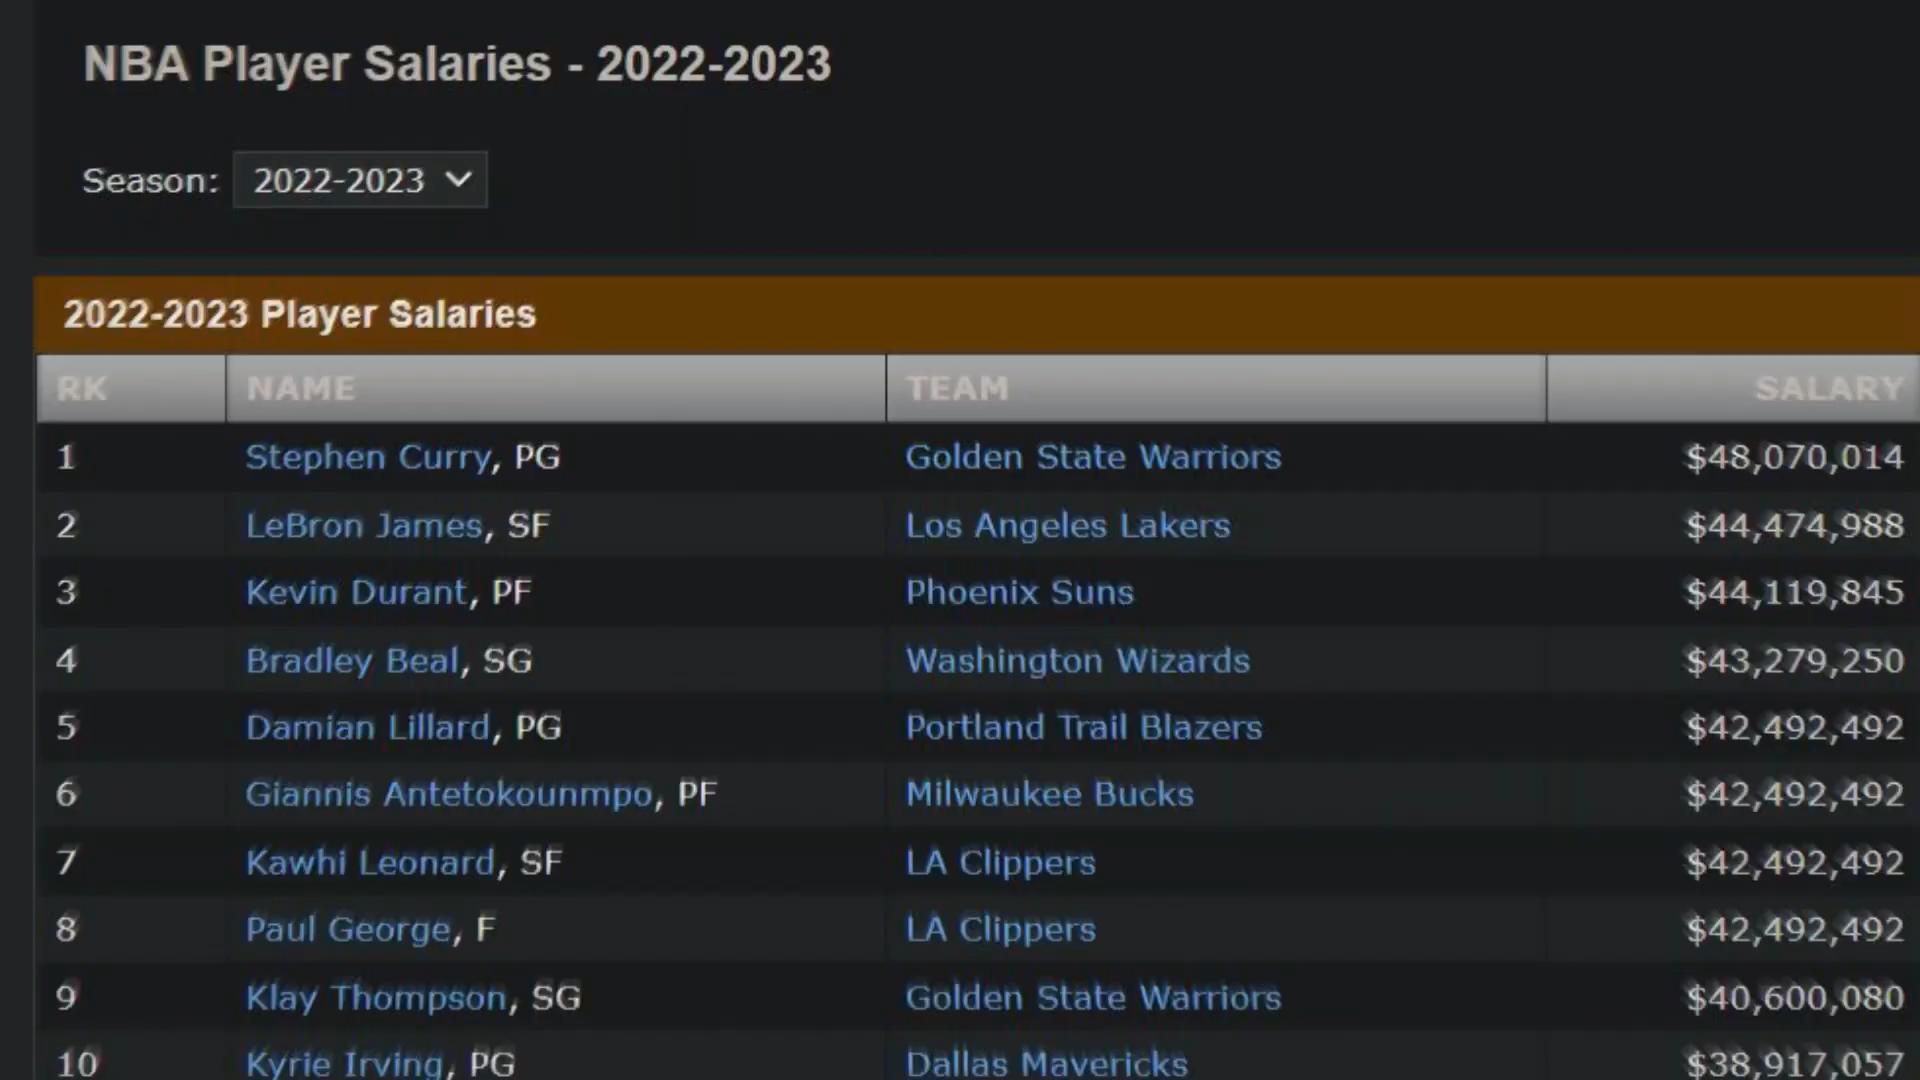 NBA Player Salaries - 2022-2023
Season: 2022-2023
2022-2023 Player Salaries
RK NAME TEAM SALARY
1 Stephen Curry, PG Golden State Warriors $48,070,014
2 LeBron James, SF Los Angeles Lakers $44,474,988
3 Kevin Durant, PF Phoenix Suns $44,119,845
4 Bradley Beal, SG Washington Wizards $43,279,250
5 Damian Lillard, PG Portland Trail Blazers $42,492,492
6 Giannis Antetokounmpo, PF Milwaukee Bucks $42,492,492
7 Kawhi Leonard, SF LA Clippers $42,492,492
8 Paul George, F LA Clippers $42,492,492
9 Klay Thompson, SG Golden State Warriors $40,600,080
10 Kyrie Irving, PG Dallas Mavericks $38,917,057